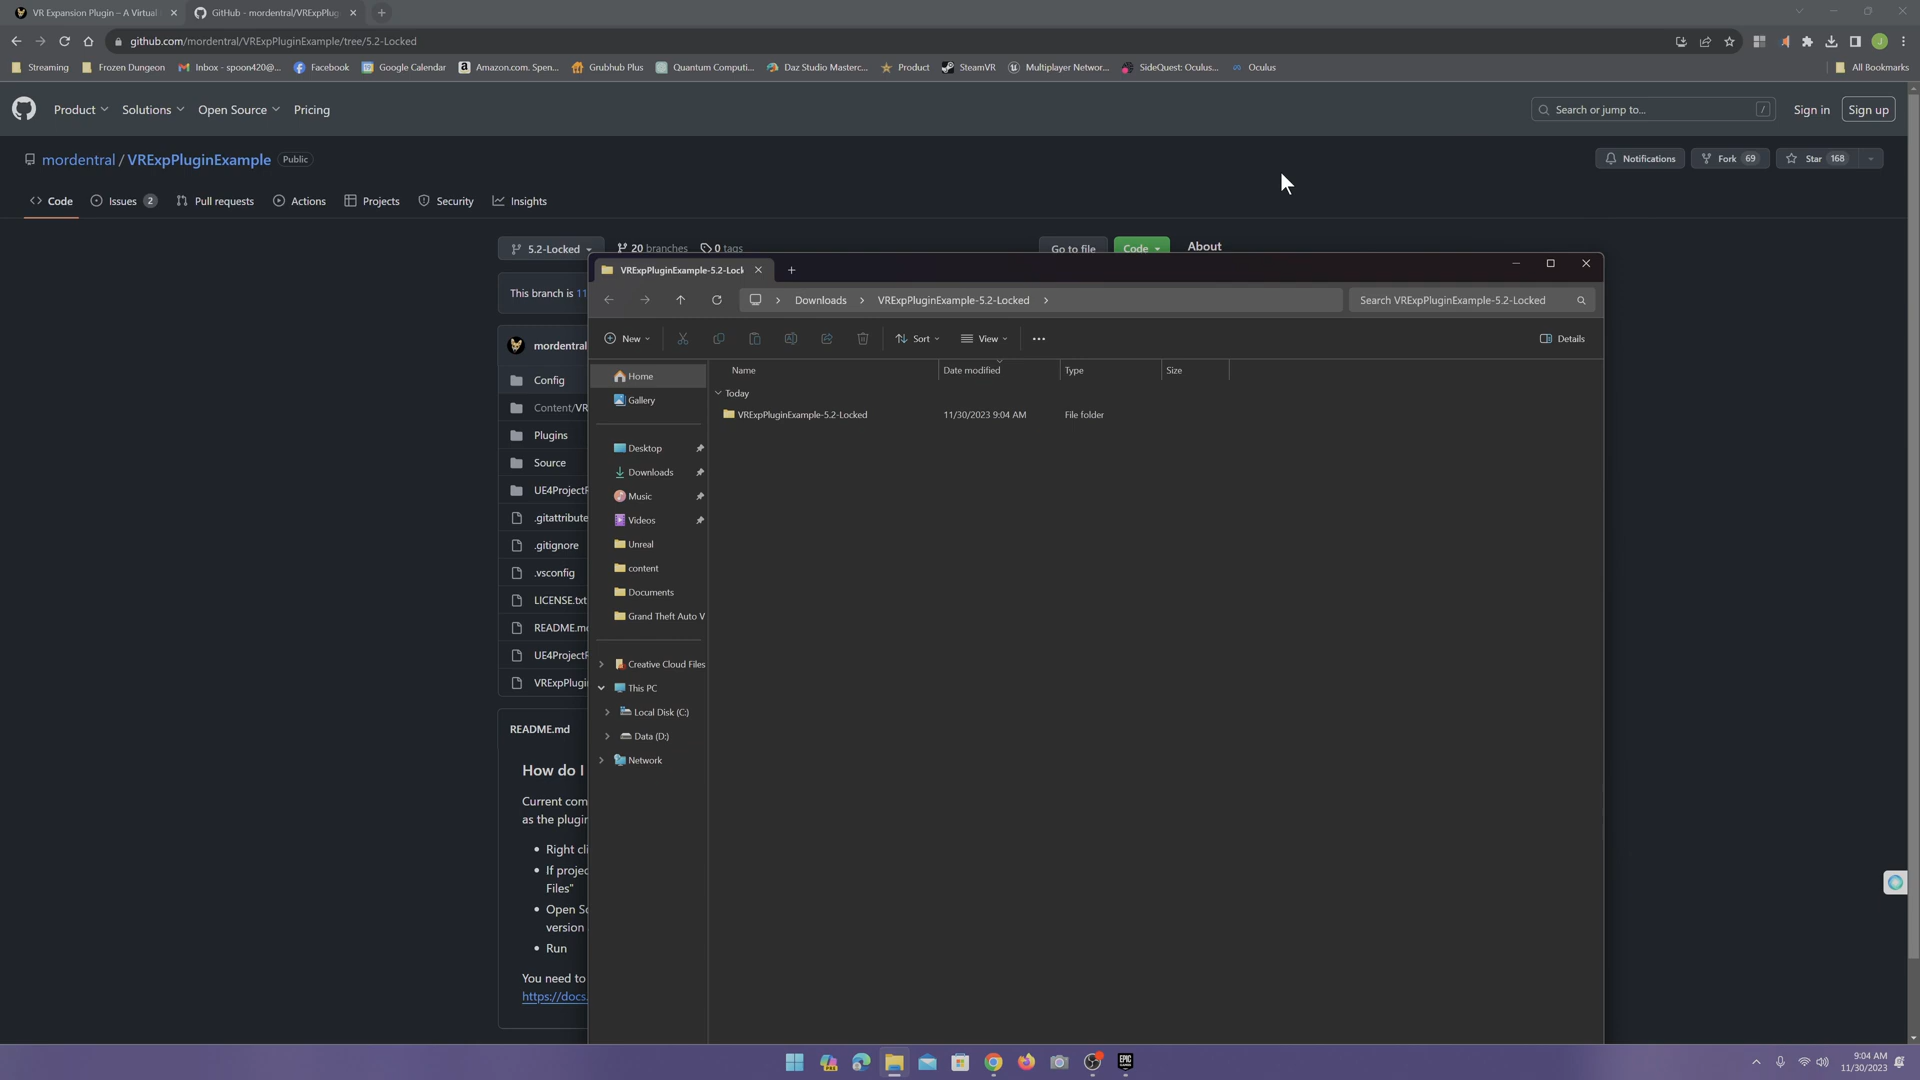 VR Expansion Plugin – A Virtual
GitHub - mordentral/VRExpPlug
github.com/mordentral/VRExpPluginExample/tree/5.2-Locked
Streaming
Frozen Dungeon
Inbox - spoon420@...
Facebook
Google Calendar
Amazon.com. Spen...
Grubhub Plus
Quantum Computi...
Daz Studio Masterc...
Product
SteamVR
Multiplayer Networ...
SideQuest: Oculus...
Oculus
All Bookmarks
Product
Solutions
Open Source
Pricing
Search or jump to...
/
Sign in
Sign up
mordentral / VRExpPluginExample
Public
Notifications
Fork 69
Star 168
Code
Issues 2
Pull requests
Actions
Projects
Security
Insights
5.2-Locked
20 branches
0 tags
Go to file
Code
About
This branch is 11
mordentral
Config
Content/VR
Plugins
Source
UE4Project
.gitattribute
.gitignore
.vsconfig
LICENSE.txt
README.m
UE4Project
VRExpPlugi
README.md
How do I
Current com
as the plugin
Right cli
If projec
Files"
Open So
version
Run
You need to
https://docs.
VRExpPluginExample-5.2-Lock
Downloads
VRExpPluginExample-5.2-Locked
Search VRExpPluginExample-5.2-Locked
New
Sort
View
Details
Home
Gallery
Desktop
Downloads
Music
Videos
Unreal
content
Documents
Grand Theft Auto V
Creative Cloud Files
This PC
Local Disk (C:)
Data (D:)
Network
Name
Date modified
Type
Size
Today
VRExpPluginExample-5.2-Locked
11/30/2023 9:04 AM
File folder
PRE
EPIC
9:04 AM
11/30/2023